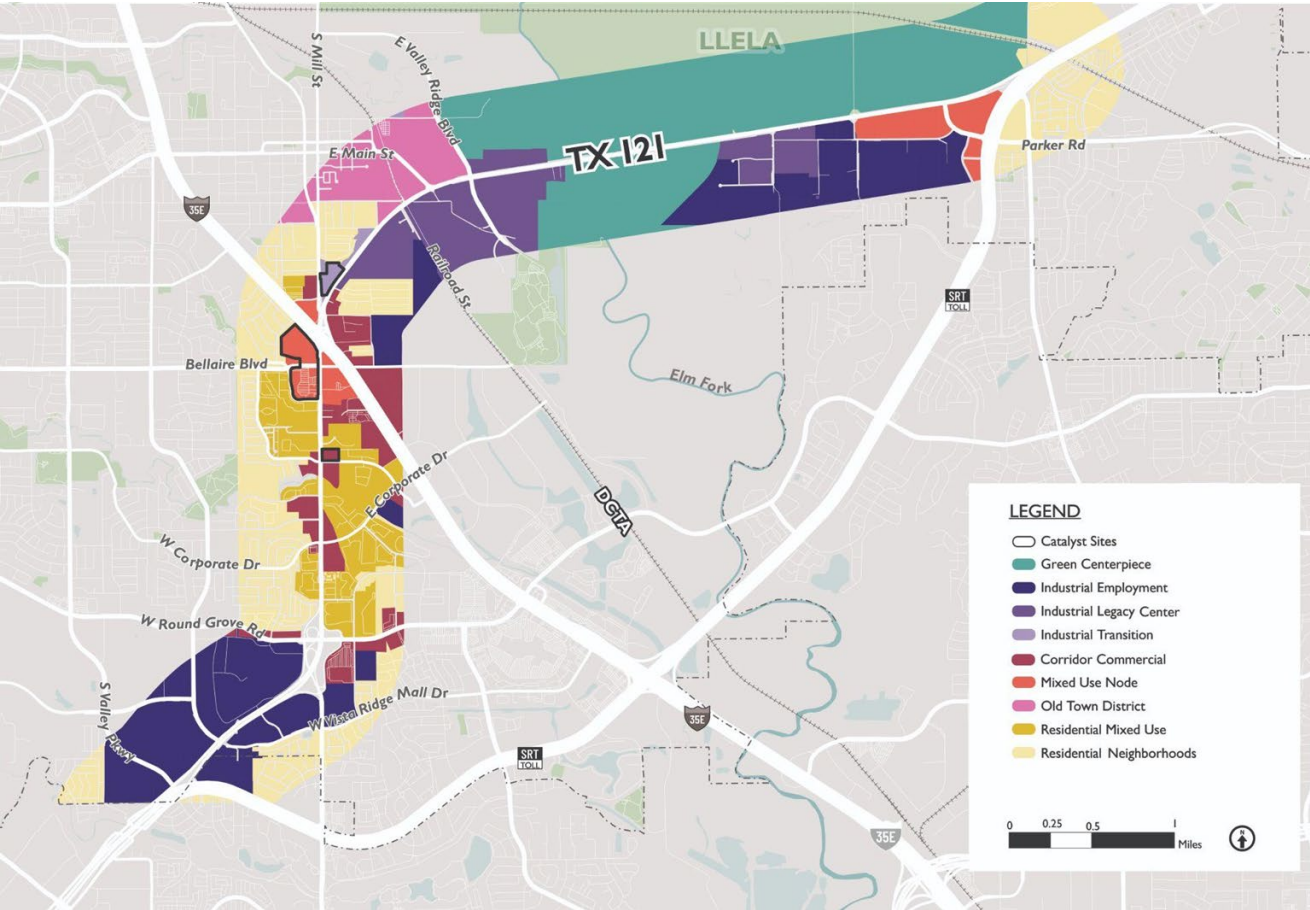 LLELA
S Mill St
E Valley Ridge Blvd
E Main St
TX 121
Parker Rd
35E
Railroad St
SRT
TOLL
Bellaire Blvd
Elm Fork
E Corporate Dr
DCTA
W Corporate Dr
W Round Grove Rd
S Valley Pkwy
W Vista Ridge Mall Dr
35E
SRT
TOLL
35E
LEGEND
Catalyst Sites
Green Centerpiece
Industrial Employment
Industrial Legacy Center
Industrial Transition
Corridor Commercial
Mixed Use Node
Old Town District
Residential Mixed Use
Residential Neighborhoods
0 0.25 0.5 1
Miles
N